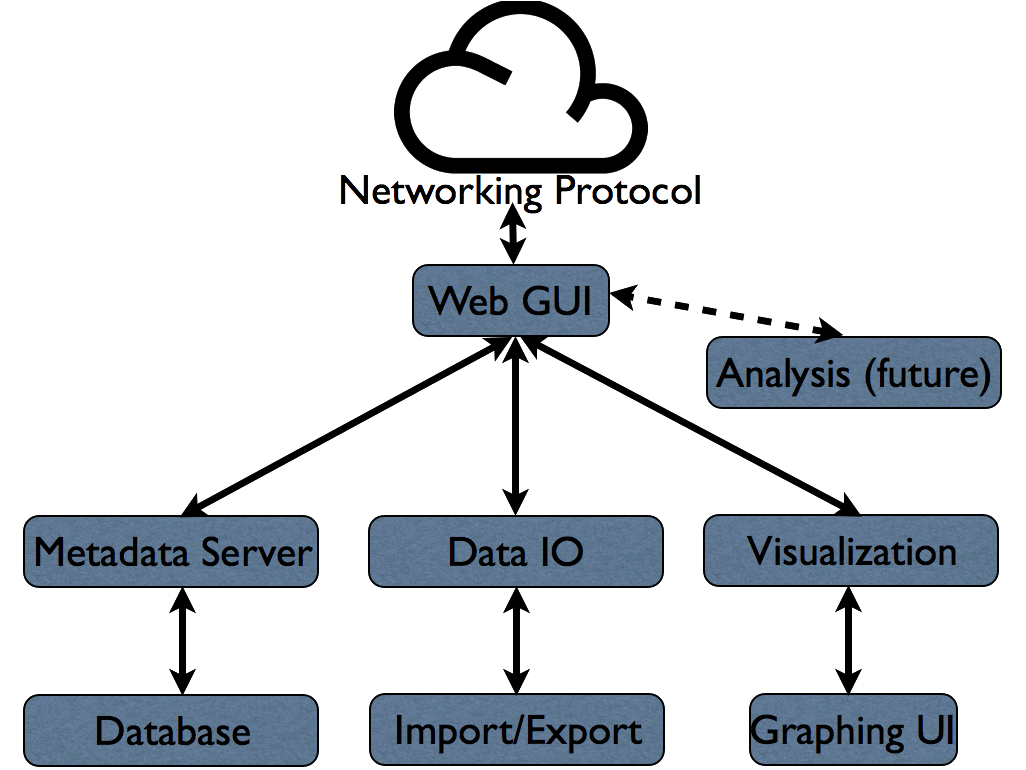 Networking Protocol
Web GUI
Analysis (future)
Metadata Server
Data IO
Visualization
Database
Import/Export
Graphing UI